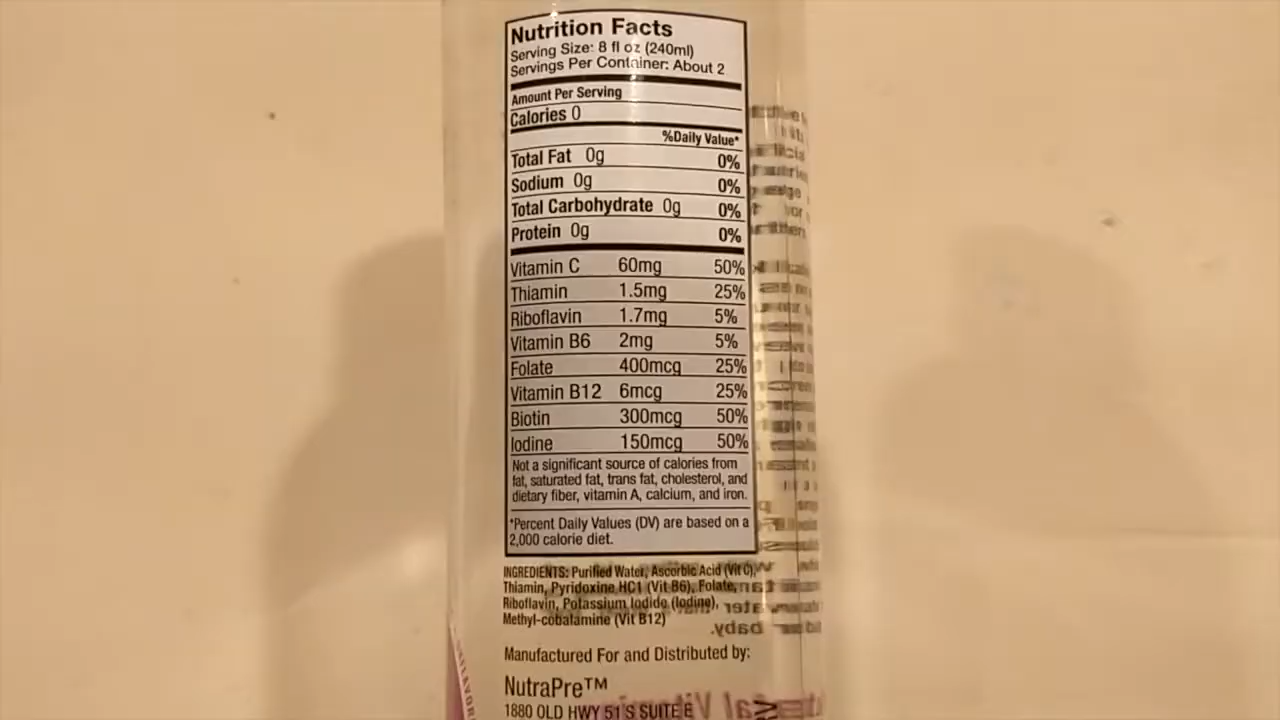 Nutrition Facts
Serving Size: 8 fl oz (240ml)
Servings Per Container: About 2
Amount Per Serving
Calories 0
%Daily Value*
Total Fat 0g 0%
Sodium 0g 0%
Total Carbohydrate 0g 0%
Protein 0g 0%
Vitamin C 60mg 50%
Thiamin 1.5mg 25%
Riboflavin 1.7mg 5%
Vitamin B6 2mg 5%
Folate 400mcg 25%
Vitamin B12 6mcg 25%
Biotin 300mcg 50%
Iodine 150mcg 50%
Not a significant source of calories from
fat, saturated fat, trans fat, cholesterol, and
dietary fiber, vitamin A, calcium, and iron.
*Percent Daily Values (DV) are based on a
2,000 calorie diet.
INGREDIENTS: Purified Water, Ascorbic Acid (Vit C),
Thiamin, Pyridoxine HC1 (Vit B6), Folate,
Riboflavin, Potassium Iodide (Iodine),
Methyl-cobalamine (Vit B12)
baby.
Manufactured For and Distributed by:
NutraPre™
1880 OLD HWY 51 S SUITE E